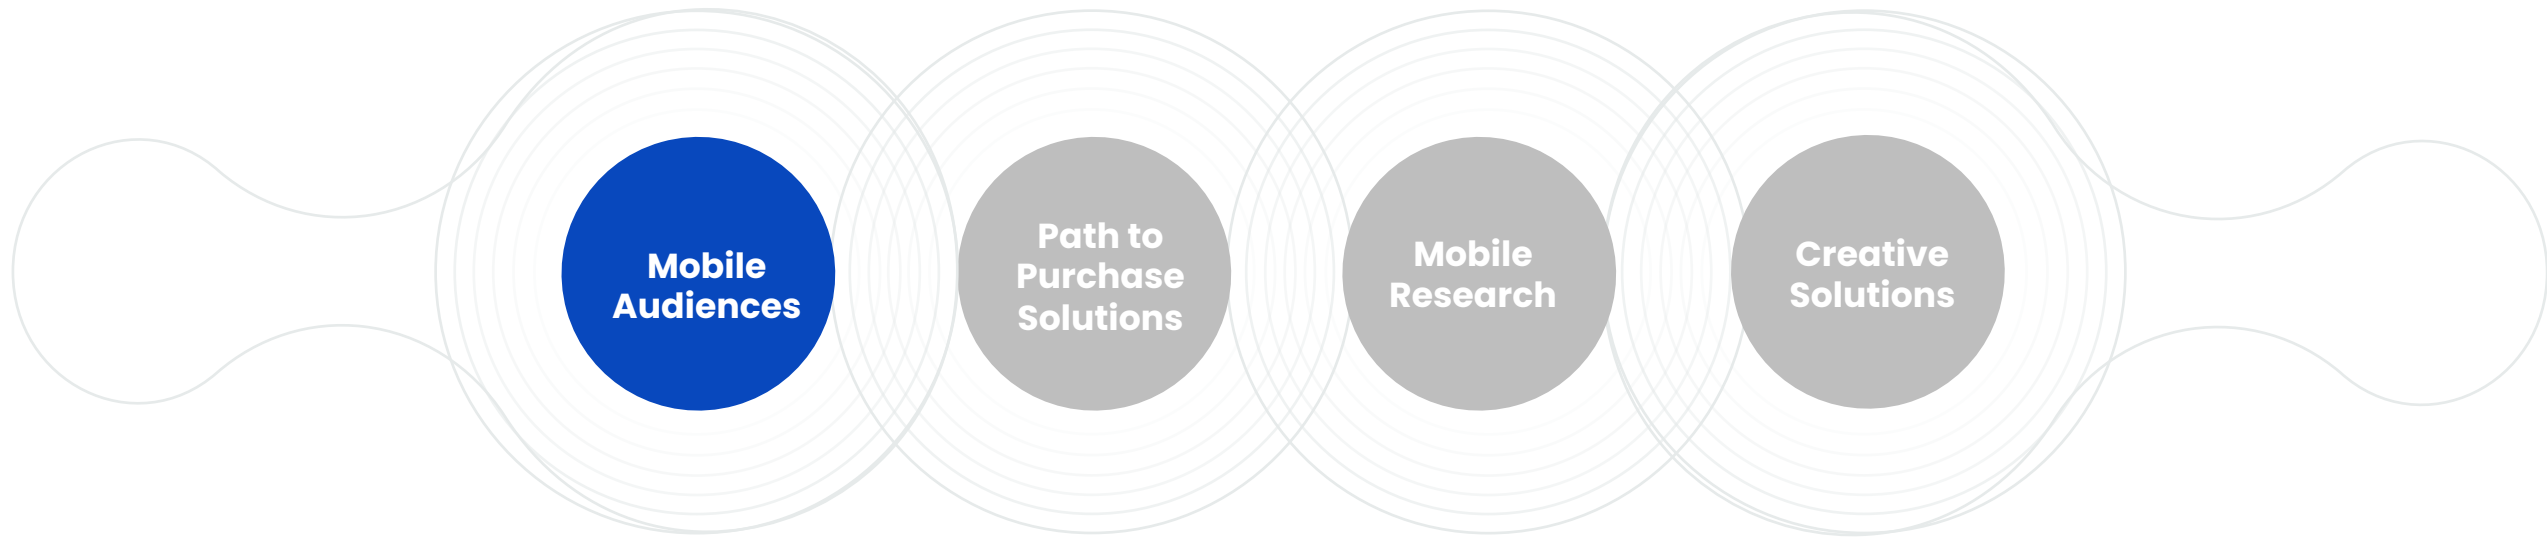 Mobile
Audiences
Path to
Purchase
Solutions
Mobile
Research
Creative
Solutions